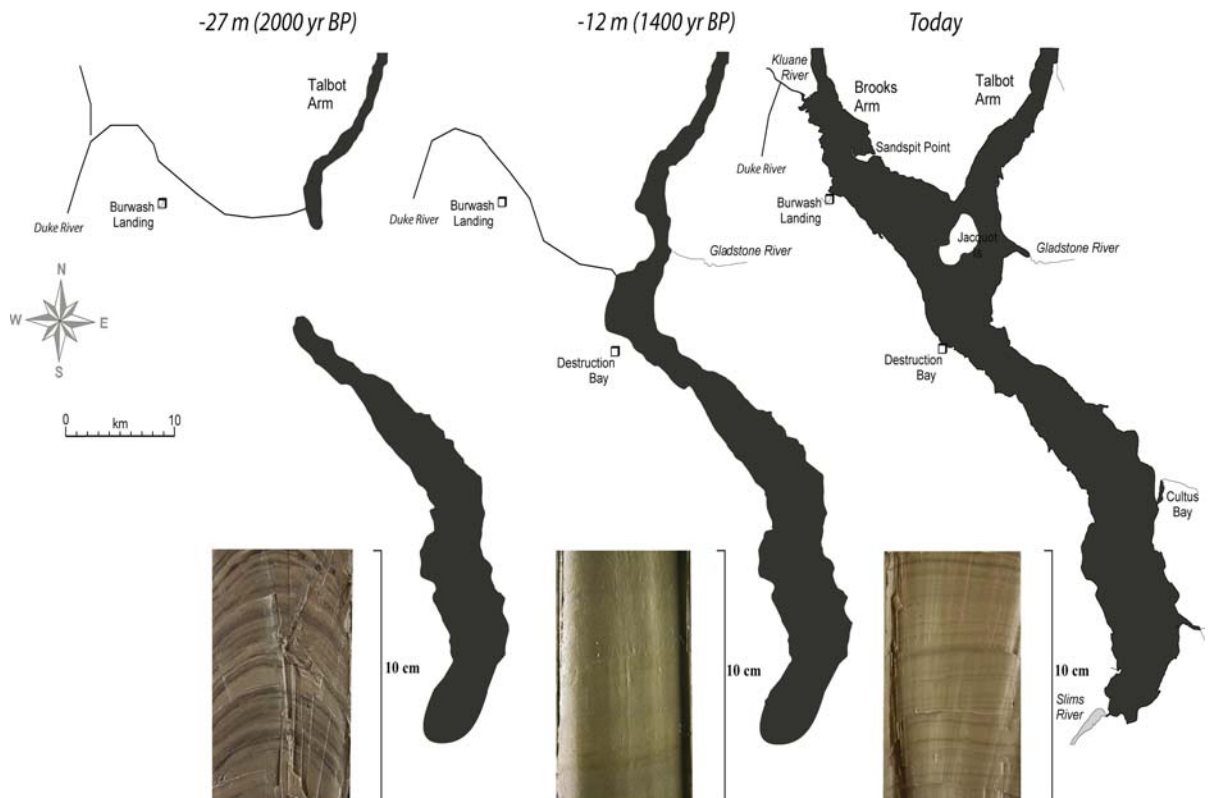 -27 m (2000 yr BP)
-12 m (1400 yr BP)
Today
Talbot
Arm
Duke River
Burwash
Landing
N
W
E
S
0
km
10
10 cm
Duke River
Burwash
Landing
Gladstone River
Destruction
Bay
10 cm
Kluane
River
Brooks
Arm
Talbot
Arm
Sandspit Point
Duke River
Burwash
Landing
Jacquot
Is
Gladstone River
Destruction
Bay
Cultus
Bay
Slims
River
10 cm